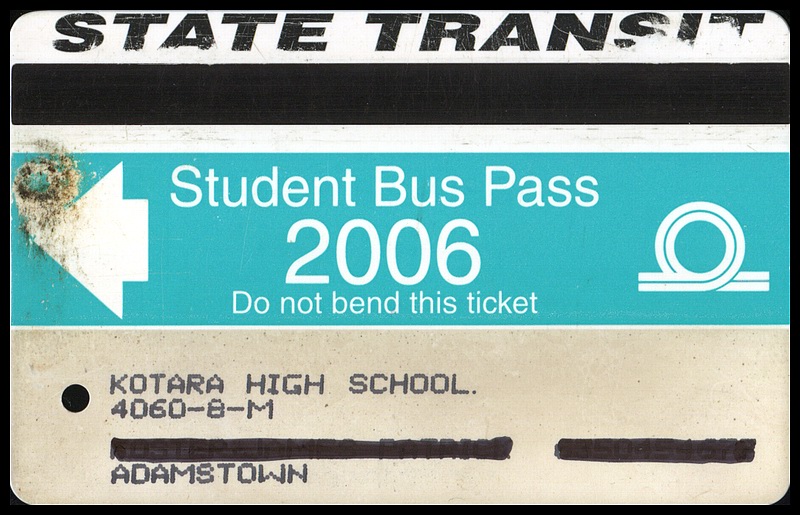 STATE TRANSIT
Student Bus Pass
2006
Do not bend this ticket
KOTARA HIGH SCHOOL.
4060-8-M
ADAMSTOWN